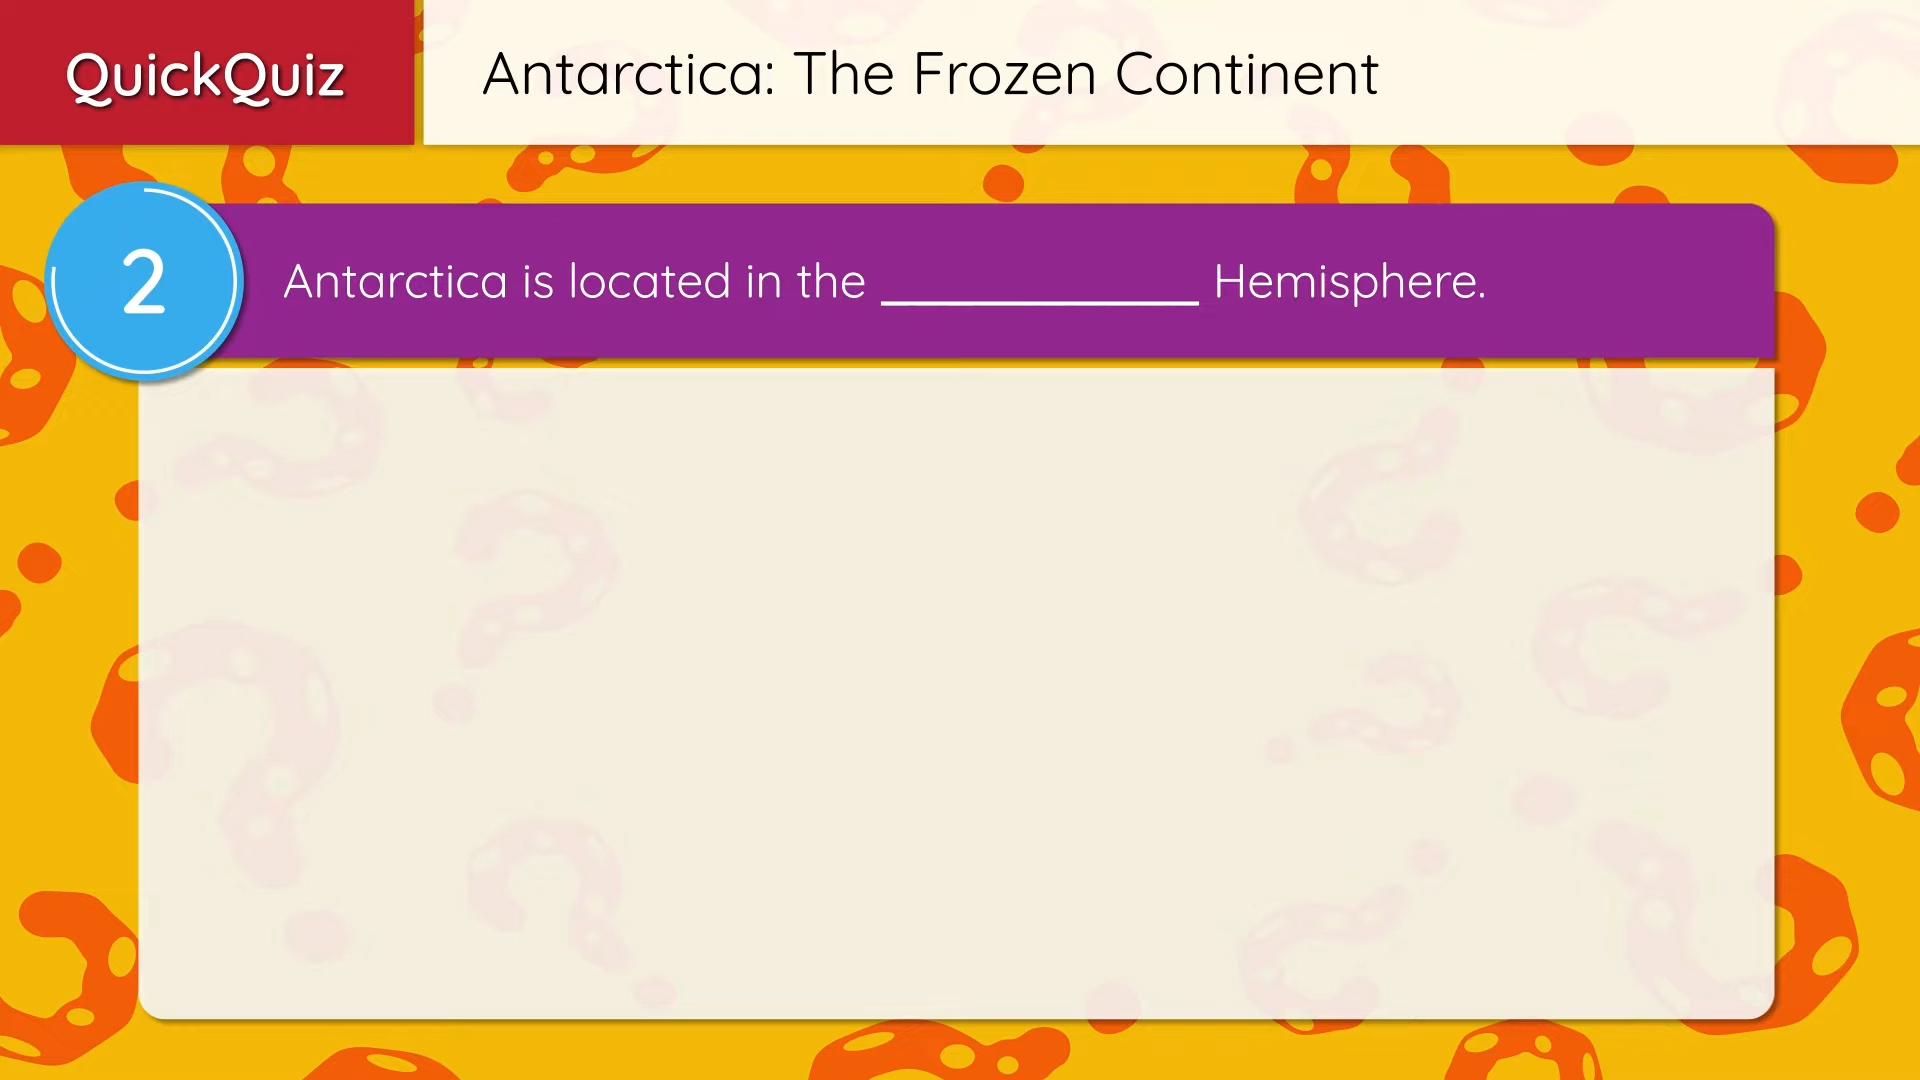 QuickQuiz
Antarctica: The Frozen Continent
2
Antarctica is located in the ____________ Hemisphere.